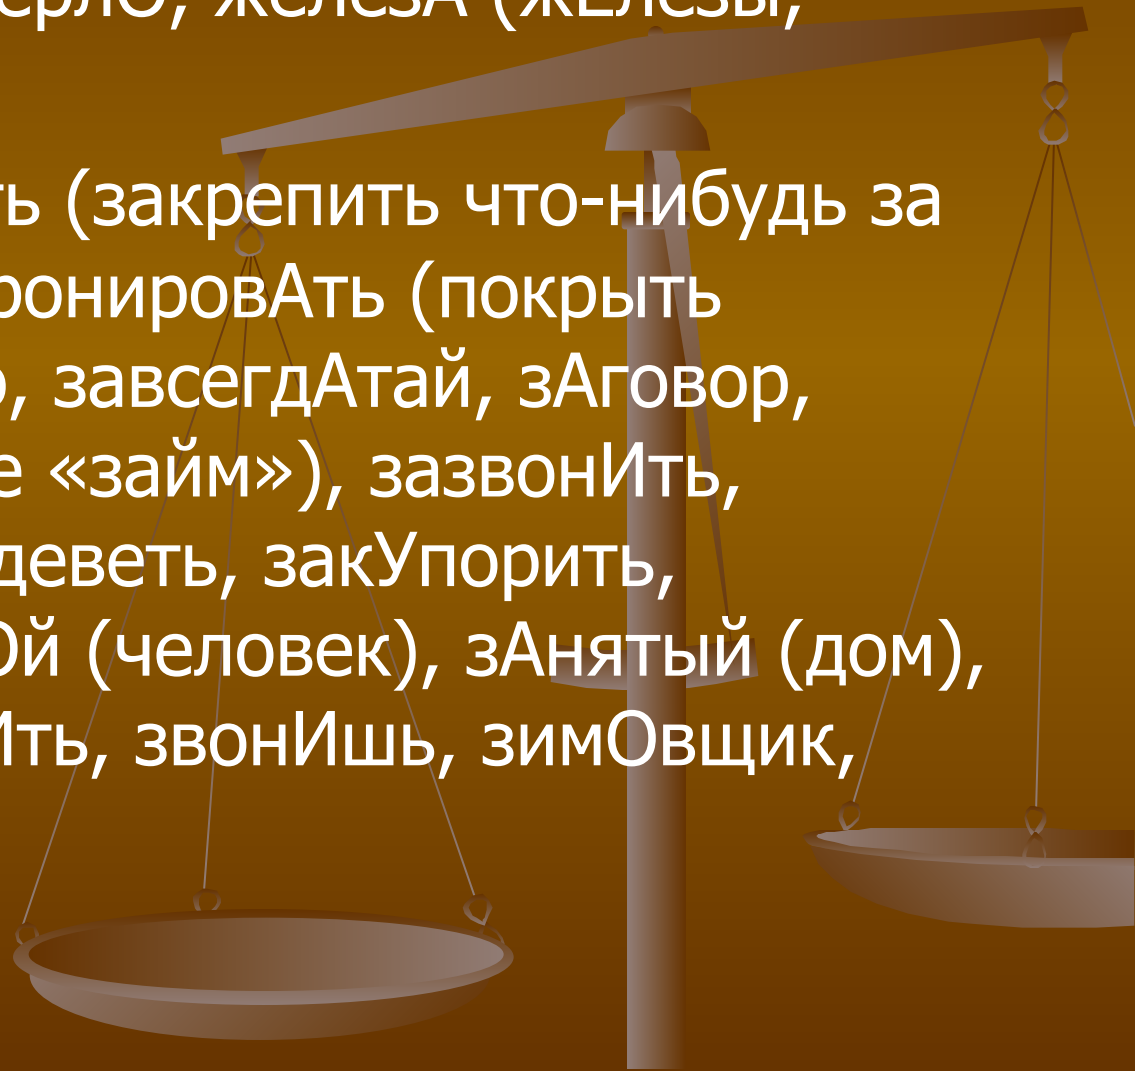 ерлО, железА (жЕлезы,
ть (закрепить что-нибудь за
ронировАть (покрыть
о, завсегдАтай, зАговор,
е «займ»), зазвонИть,
деветь, закУпорить,
Ой (человек), зАнятый (дом),
Ить, звонИшь, зимОвщик,